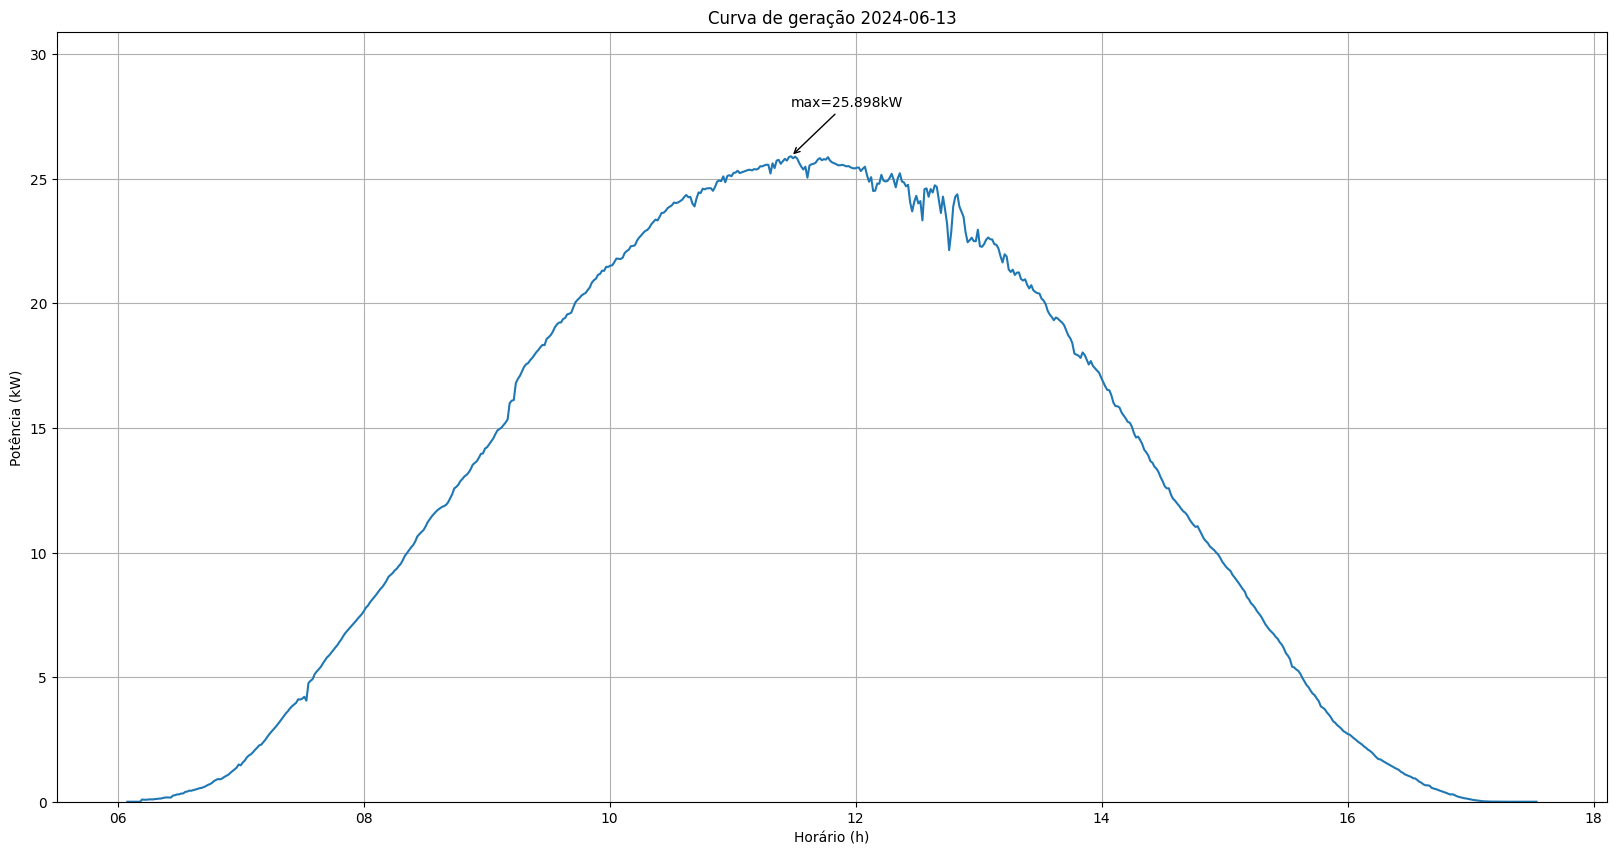 Curva de geração 2024-06-13
30
max=25.898kW
25
20
15
Potência (kW)
10
5
0
06 08 10 12 14 16 18
Horário (h)